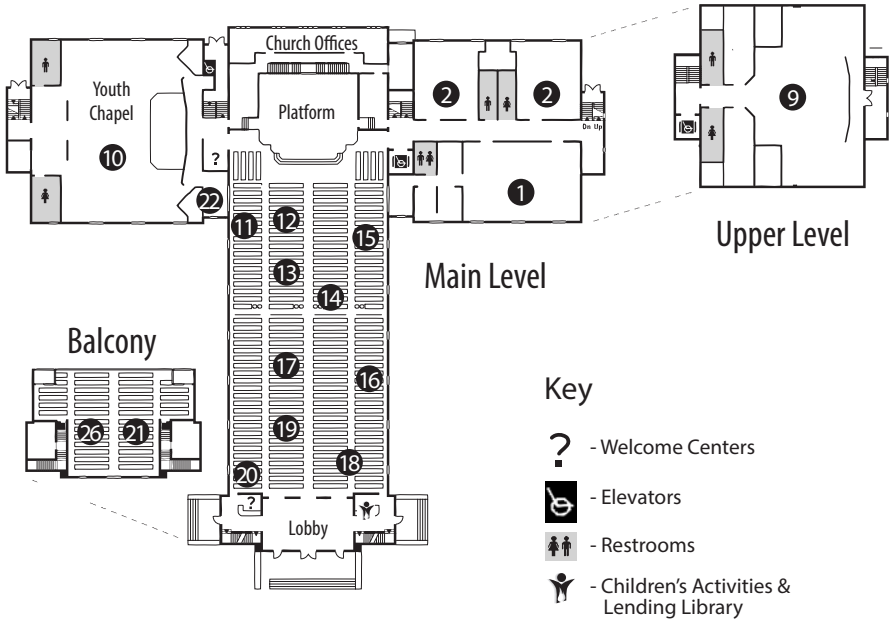 Church Offices
Youth
Chapel
Platform
2
2
9
10
?
Dn Up
1
22
11
12
15
Upper Level
13
Main Level
14
Balcony
17
16
Key
26
21
19
? - Welcome Centers
18
20
- Elevators
?
Lobby
- Restrooms
- Children's Activities &
Lending Library